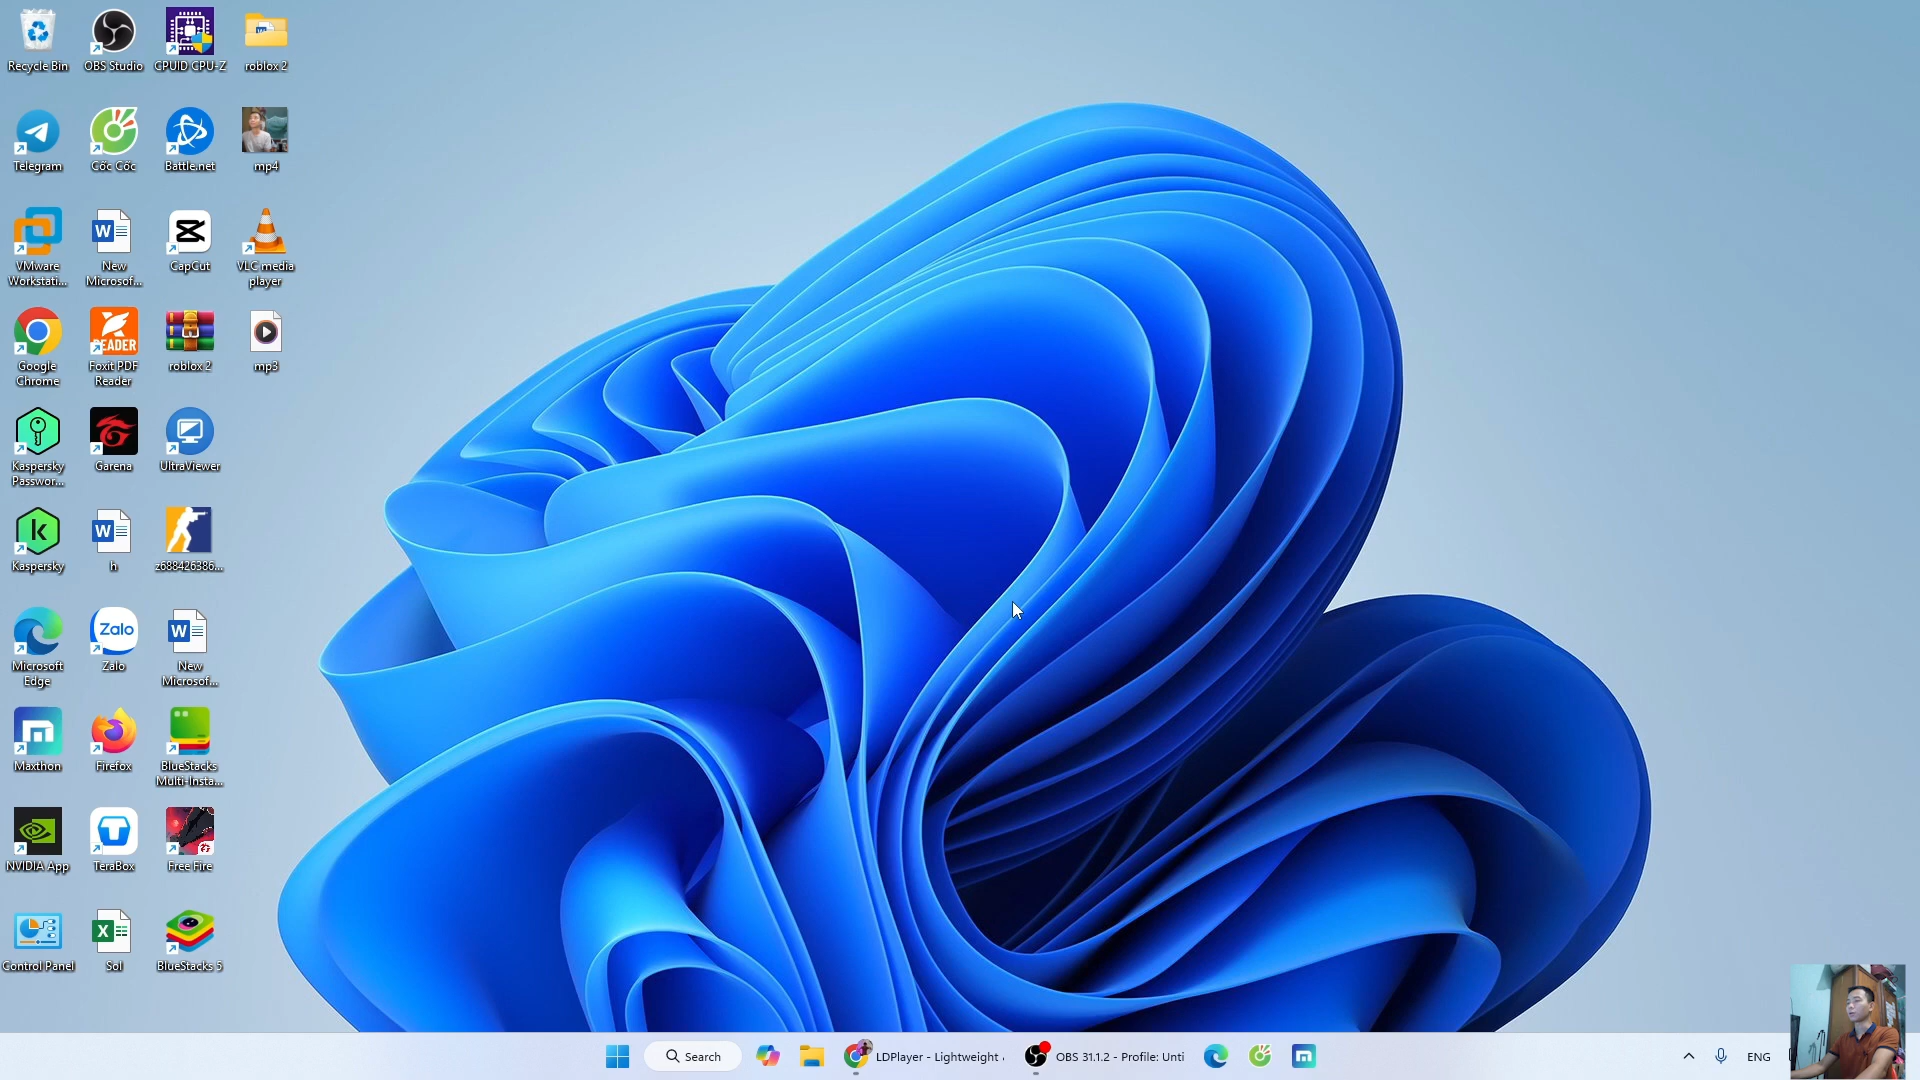 Recycle Bin
OBS Studio
CPUID CPU-Z
roblox 2
Telegram
Cốc Cốc
Battle.net
mp4
VMware
Workstati...
New
Microsof...
CapCut
VLC media
player
Google
Chrome
READER
Foxit PDF
Reader
roblox 2
mp3
Kaspersky
Passwor...
Garena
UltraViewer
Kaspersky
h
z688426386...
Microsoft
Edge
Zalo
Zalo
New
Microsof...
Maxthon
Firefox
BlueStacks
Multi-Insta...
NVIDIA App
TeraBox
Free Fire
Control Panel
Sol
BlueStacks 5
Search
LDPlayer - Lightweight
OBS 31.1.2 - Profile: Unti
ENG